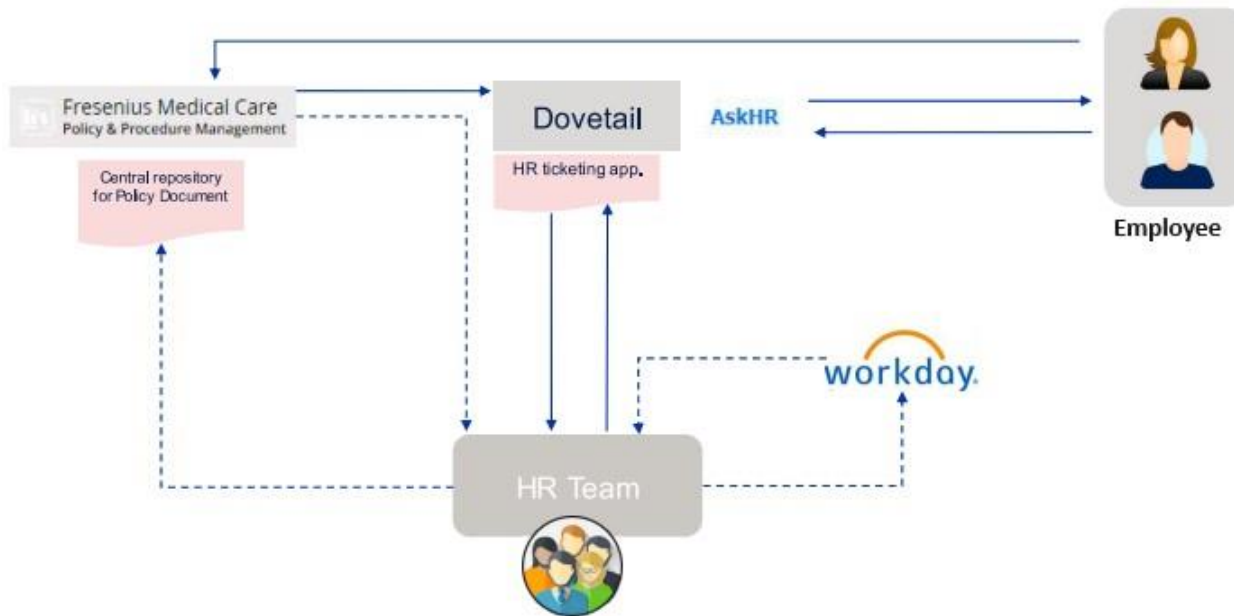 Fresenius Medical Care
Policy & Procedure Management
Central repository
for Policy Document
Dovetail
HR ticketing app.
AskHR
Employee
workday.
HR Team